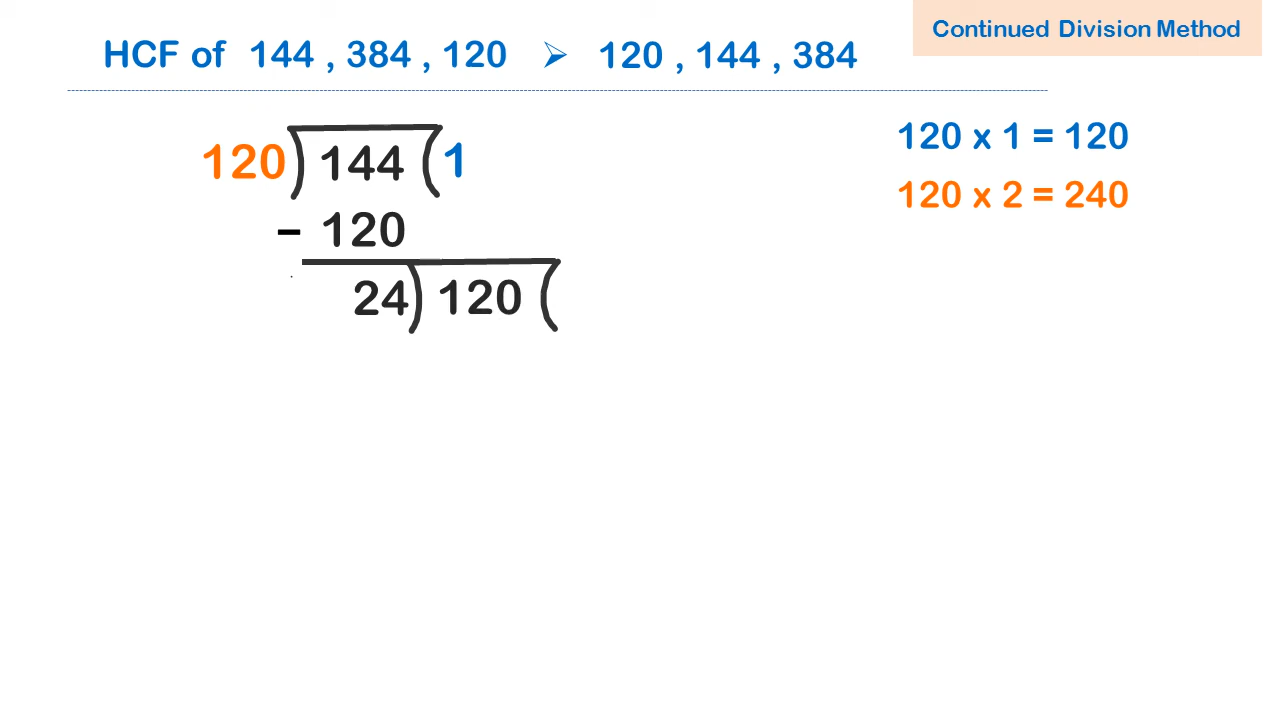 Continued Division Method
HCF of 144 , 384 , 120 ➢ 120 , 144 , 384
120 x 1 = 120
120 x 2 = 240
120) 144 (1
– 120
24) 120 (